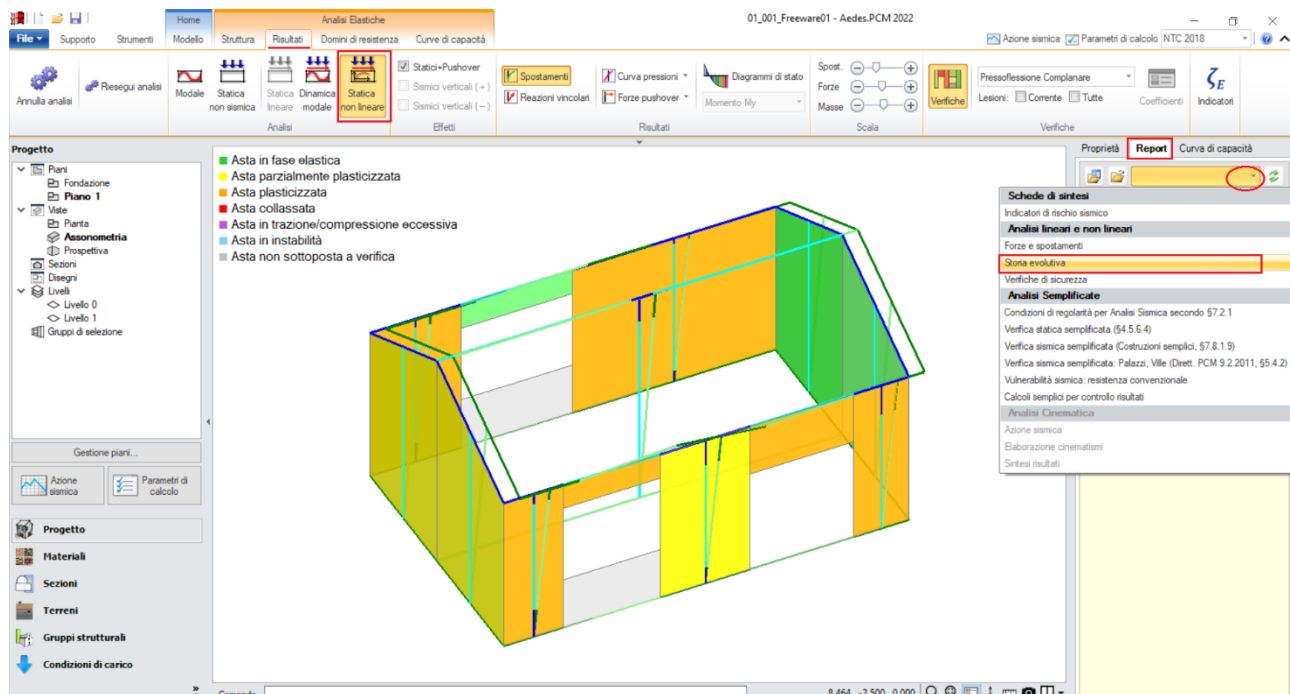 Home
Analisi Elastiche
01_001_Freeware01 - Aedes.PCM 2022
File
Supporto
Strumenti
Modello
Struttura
Risultati
Domini di resistenza
Curve di capacità
Azione sismica
Parametri di calcolo
NTC 2018
Annulla analisi
Riesegui analisi
Modale
Statica non sismica
Statica lineare
Dinamica modale
Statica non lineare
Analisi
Statici+Pushover
Sismici verticali (+)
Sismici verticali (−)
Effetti
Spostamenti
Reazioni vincolari
Curva pressioni
Forze pushover
Diagrammi di stato
Momento My
Risultati
Spost.
Forze
Masse
Scala
Verifiche
Pressoflessione Complanare
Lesioni:
Corrente
Tutte
Coefficienti
Verifiche
ζE
Indicatori
Progetto
Piani
Fondazione
Piano 1
Viste
Pianta
Assonometria
Prospettiva
Sezioni
Disegni
Livelli
Livello 0
Livello 1
Gruppi di selezione
Gestione piani...
Azione sismica
Parametri di calcolo
Progetto
Materiali
Sezioni
Terreni
Gruppi strutturali
Condizioni di carico
Asta in fase elastica
Asta parzialmente plasticizzata
Asta plasticizzata
Asta collassata
Asta in trazione/compressione eccessiva
Asta in instabilità
Asta non sottoposta a verifica
Proprietà
Report
Curva di capacità
Schede di sintesi
Indicatori di rischio sismico
Analisi lineari e non lineari
Forze e spostamenti
Storia evolutiva
Verifiche di sicurezza
Analisi Semplificate
Condizioni di regolarità per Analisi Sismica secondo §7.2.1
Verifica statica semplificata (§4.5.6.4)
Verifica sismica semplificata (Costruzioni semplici, §7.8.1.9)
Verifica sismica semplificata: Palazzi, Ville (Dirett. PCM 9.2.2011, §5.4.2)
Vulnerabilità sismica: resistenza convenzionale
Calcoli semplici per controllo risultati
Analisi Cinematica
Azione sismica
Elaborazione cinematismi
Sintesi risultati
Comando
8.464 -2.500 0.000